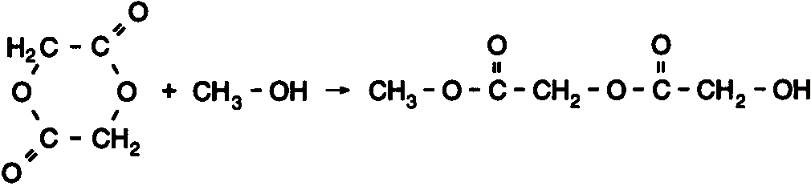 O
H₂C - C
O O + CH₃ - OH → CH₃ - O - C - CH₂ - O - C - CH₂ - OH
O O
C - CH₂
O